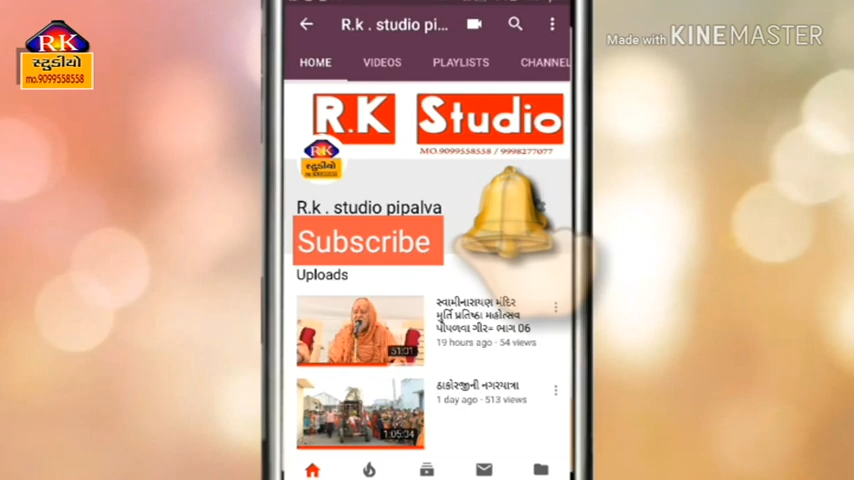 RK
સ્ટુડીયો
mo.9099558558
Made with KINEMASTER
R.k . studio pi...
HOME
VIDEOS
PLAYLISTS
CHANNEL
R.K Studio
MO.9099558558 / 9998277077
RK
સ્ટુડીયો
R.k . studio pipalva
Subscribe
Uploads
સ્વામીનારાયણ મંદિર
મુર્તિ પ્રતિષ્ઠા મહોત્સવ
પીપળવા ગીર= ભાગ 06
19 hours ago · 54 views
51:01
ઠાકોરજીની નગરયાત્રા
1 day ago · 513 views
1:05:34